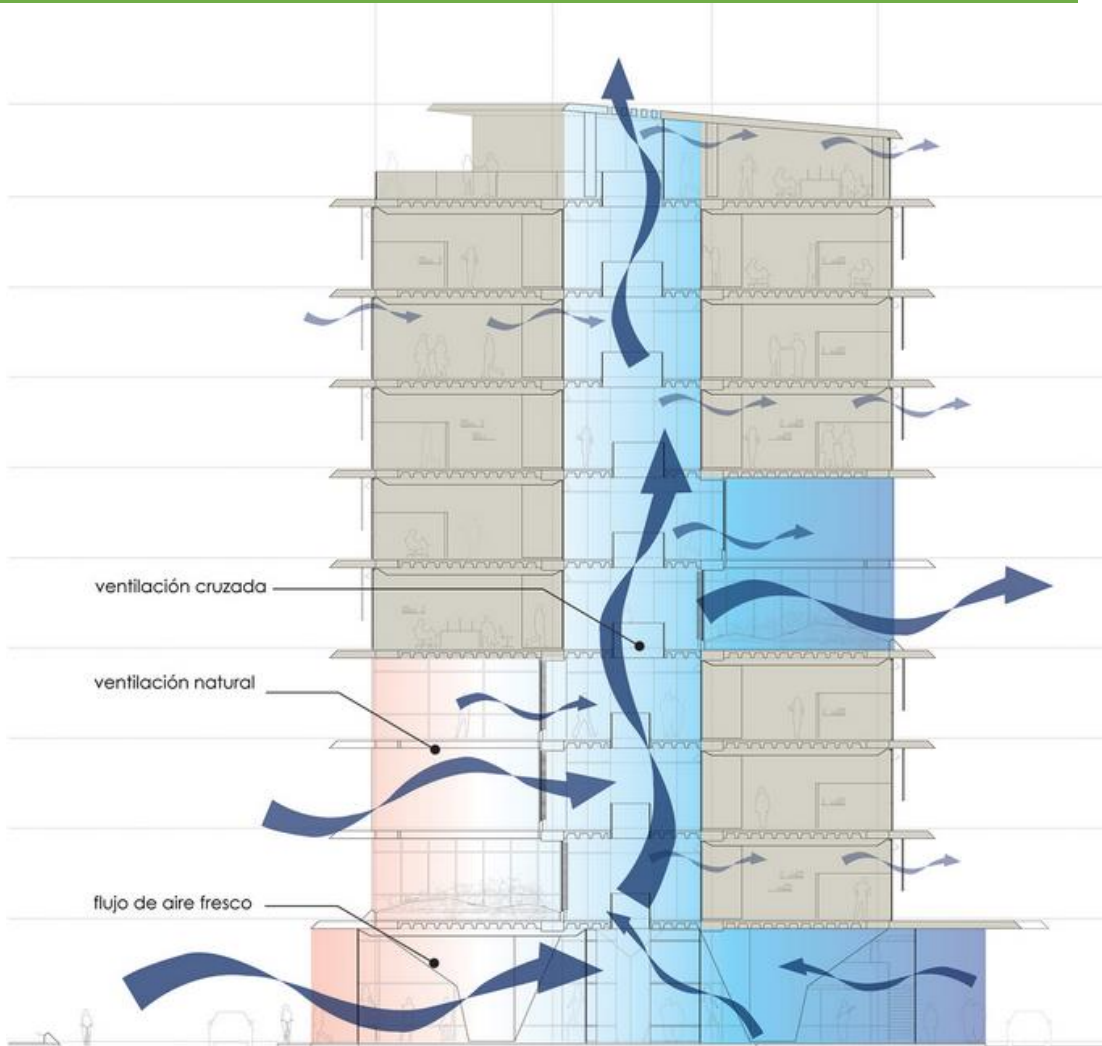 ventilación cruzada
ventilación natural
flujo de aire fresco